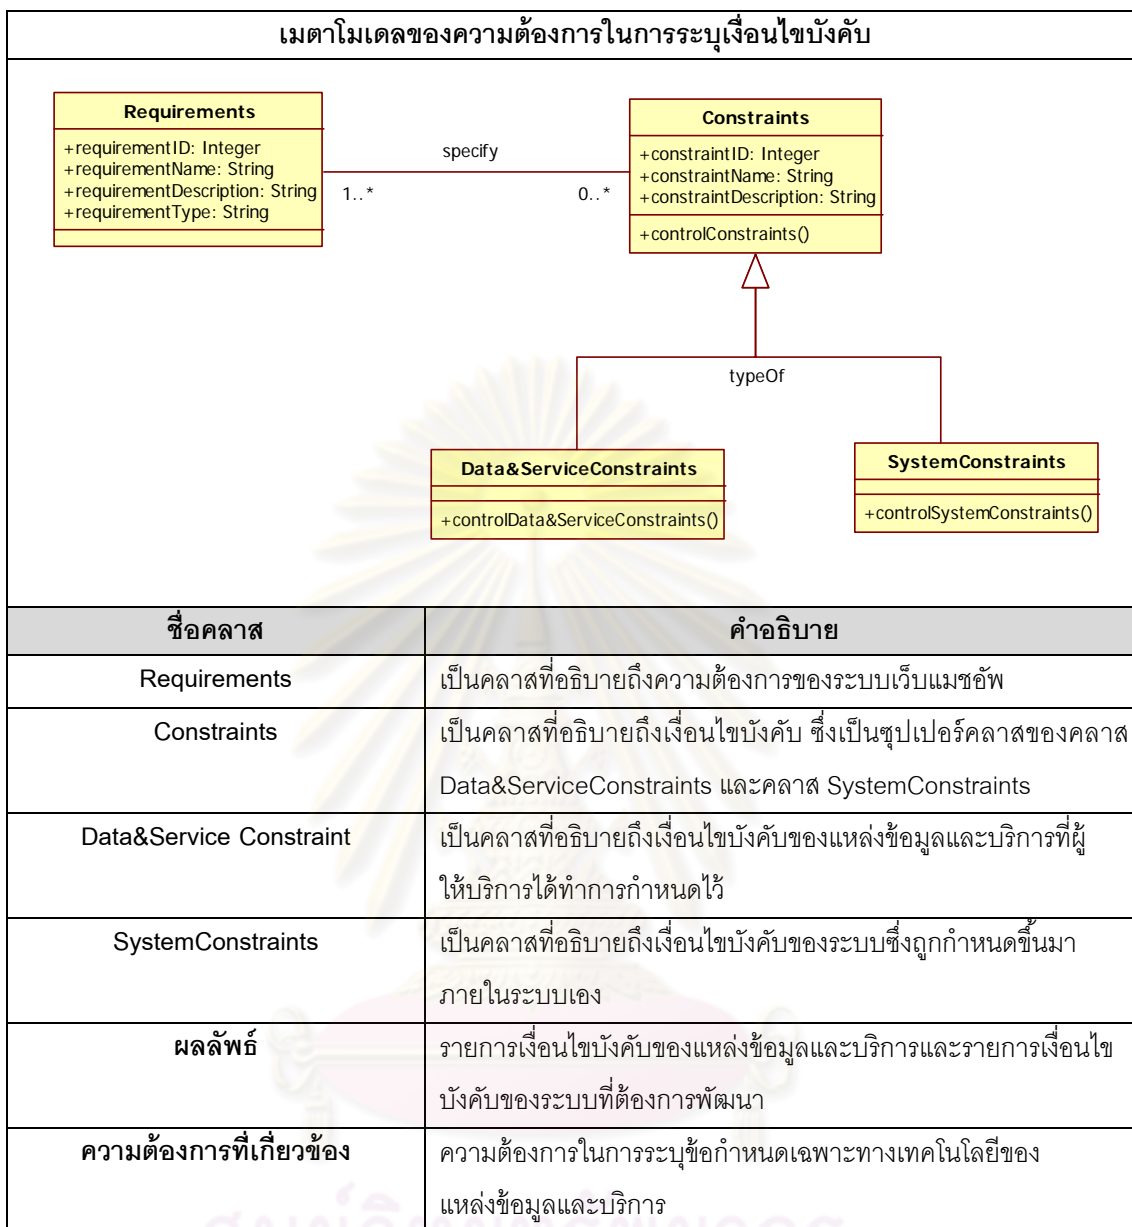 เมตาโมเดลของความต้องการในการระบุเงื่อนไขบังคับ
Requirements
+requirementID: Integer
+requirementName: String
+requirementDescription: String
+requirementType: String
specify
1..*
0..*
Constraints
+constraintID: Integer
+constraintName: String
+constraintDescription: String
+controlConstraints()
typeOf
Data&ServiceConstraints
+controlData&ServiceConstraints()
SystemConstraints
+controlSystemConstraints()
ชื่อคลาส
คำอธิบาย
Requirements
เป็นคลาสที่อธิบายถึงความต้องการของระบบเว็บแมชอัพ
Constraints
เป็นคลาสที่อธิบายถึงเงื่อนไขบังคับ ซึ่งเป็นซุปเปอร์คลาสของคลาส
Data&ServiceConstraints และคลาส SystemConstraints
Data&Service Constraint
เป็นคลาสที่อธิบายถึงเงื่อนไขบังคับของแหล่งข้อมูลและบริการที่ผู้
ให้บริการได้ทำการกำหนดไว้
SystemConstraints
เป็นคลาสที่อธิบายถึงเงื่อนไขบังคับของระบบซึ่งถูกกำหนดขึ้นมา
ภายในระบบเอง
ผลลัพธ์
รายการเงื่อนไขบังคับของแหล่งข้อมูลและบริการและรายการเงื่อนไข
บังคับของระบบที่ต้องการพัฒนา
ความต้องการที่เกี่ยวข้อง
ความต้องการในการระบุข้อกำหนดเฉพาะทางเทคโนโลยีของ
แหล่งข้อมูลและบริการ